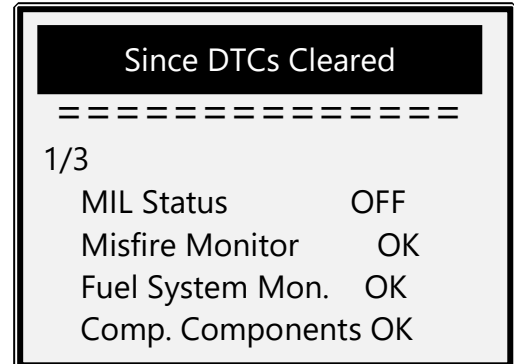 Since DTCs Cleared
==============
1/3
MIL Status OFF
Misfire Monitor OK
Fuel System Mon. OK
Comp. Components OK